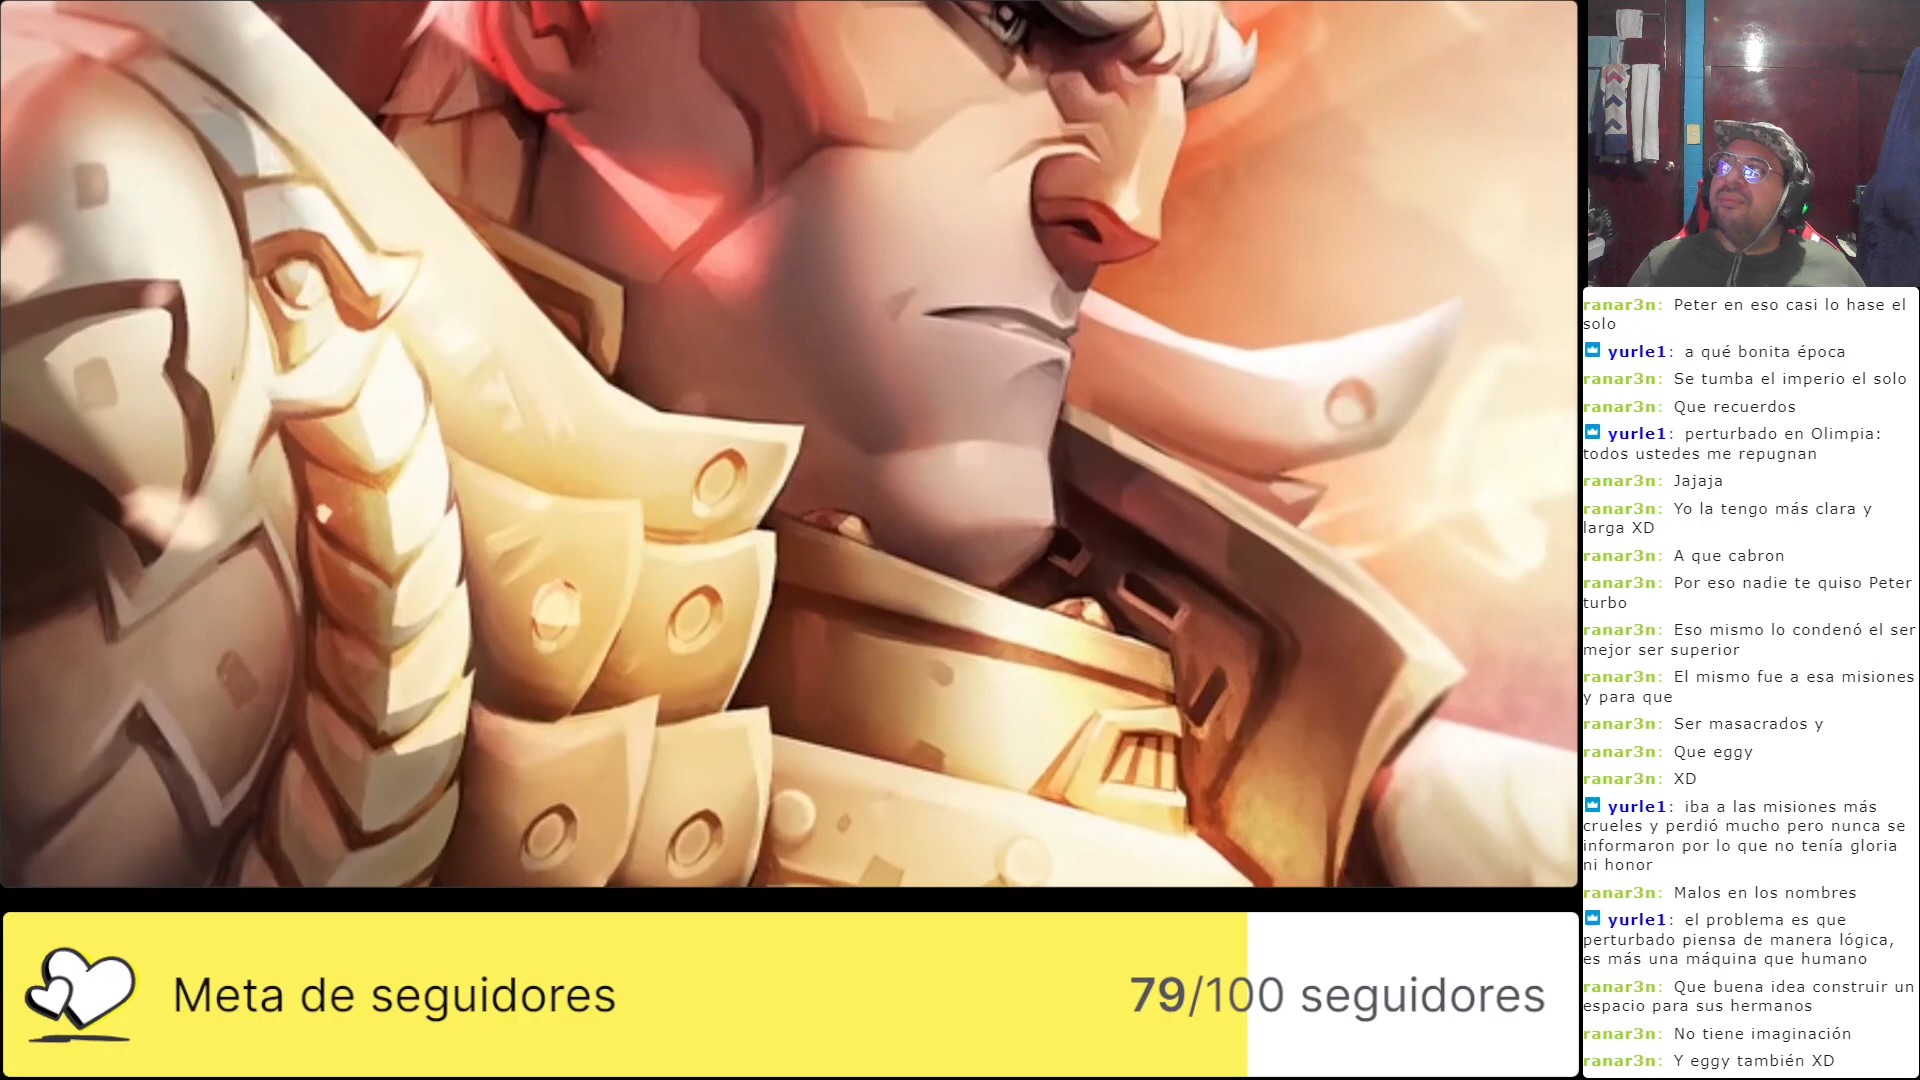 ranar3n: Peter en eso casi lo hase el
solo
yurle1: a qué bonita época
ranar3n: Se tumba el imperio el solo
ranar3n: Que recuerdos
yurle1: perturbado en Olimpia:
todos ustedes me repugnan
ranar3n: Jajaja
ranar3n: Yo la tengo más clara y
larga XD
ranar3n: A que cabron
ranar3n: Por eso nadie te quiso Peter
turbo
ranar3n: Eso mismo lo condenó el ser
mejor ser superior
ranar3n: El mismo fue a esa misiones
y para que
ranar3n: Ser masacrados y
ranar3n: Que eggy
ranar3n: XD
yurle1: iba a las misiones más
crueles y perdió mucho pero nunca se
informaron por lo que no tenía gloria
ni honor
ranar3n: Malos en los nombres
yurle1: el problema es que
perturbado piensa de manera lógica,
es más una máquina que humano
ranar3n: Que buena idea construir un
espacio para sus hermanos
ranar3n: No tiene imaginación
ranar3n: Y eggy también XD
Meta de seguidores
79/100 seguidores